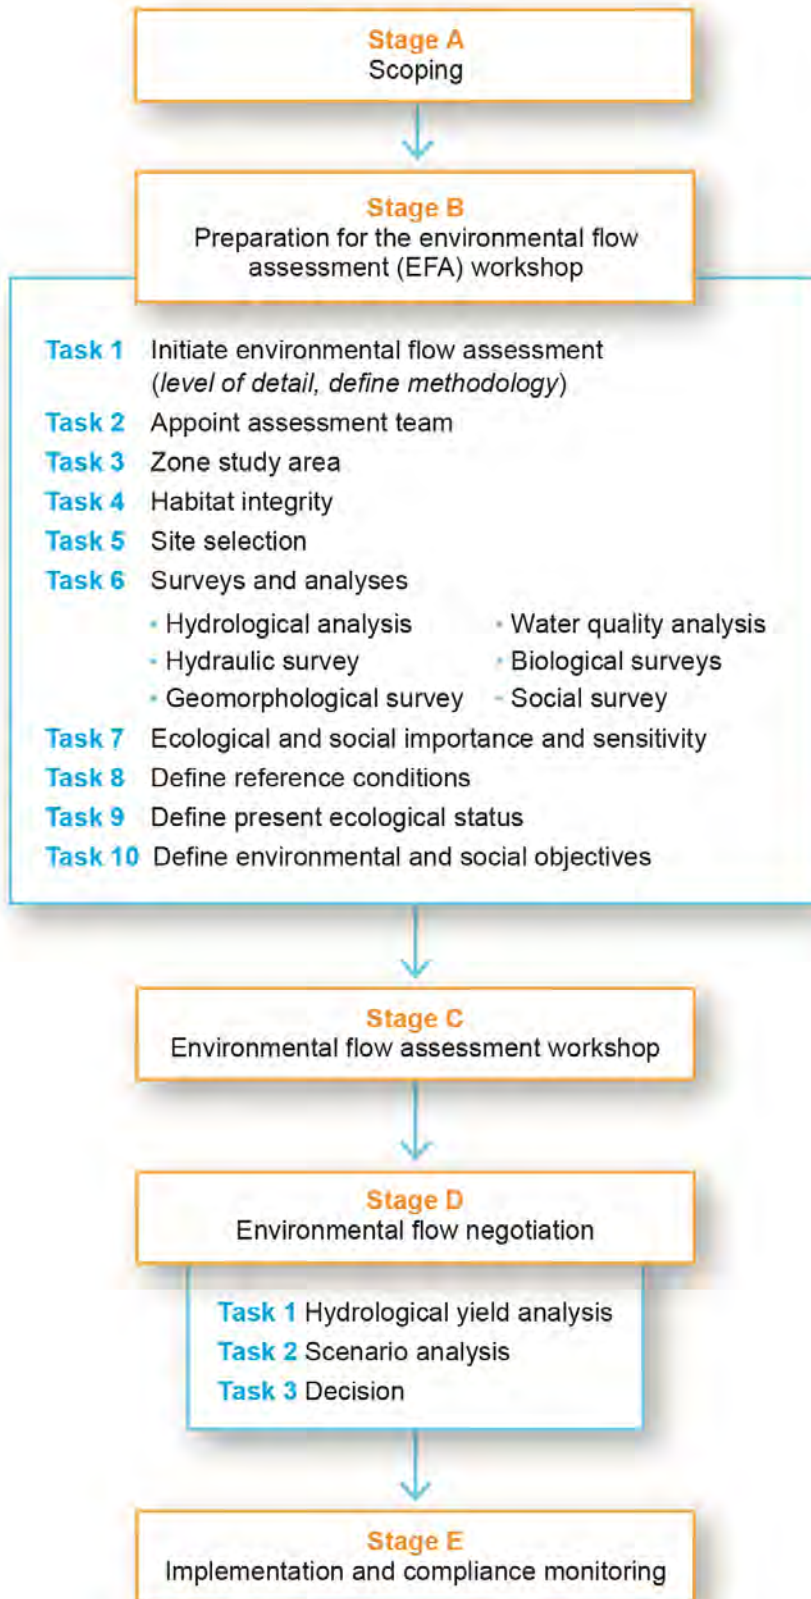 Stage A
Scoping
Stage B
Preparation for the environmental flow
assessment (EFA) workshop
Task 1 Initiate environmental flow assessment
(level of detail, define methodology)
Task 2 Appoint assessment team
Task 3 Zone study area
Task 4 Habitat integrity
Task 5 Site selection
Task 6 Surveys and analyses
• Hydrological analysis • Water quality analysis
• Hydraulic survey • Biological surveys
• Geomorphological survey • Social survey
Task 7 Ecological and social importance and sensitivity
Task 8 Define reference conditions
Task 9 Define present ecological status
Task 10 Define environmental and social objectives
Stage C
Environmental flow assessment workshop
Stage D
Environmental flow negotiation
Task 1 Hydrological yield analysis
Task 2 Scenario analysis
Task 3 Decision
Stage E
Implementation and compliance monitoring